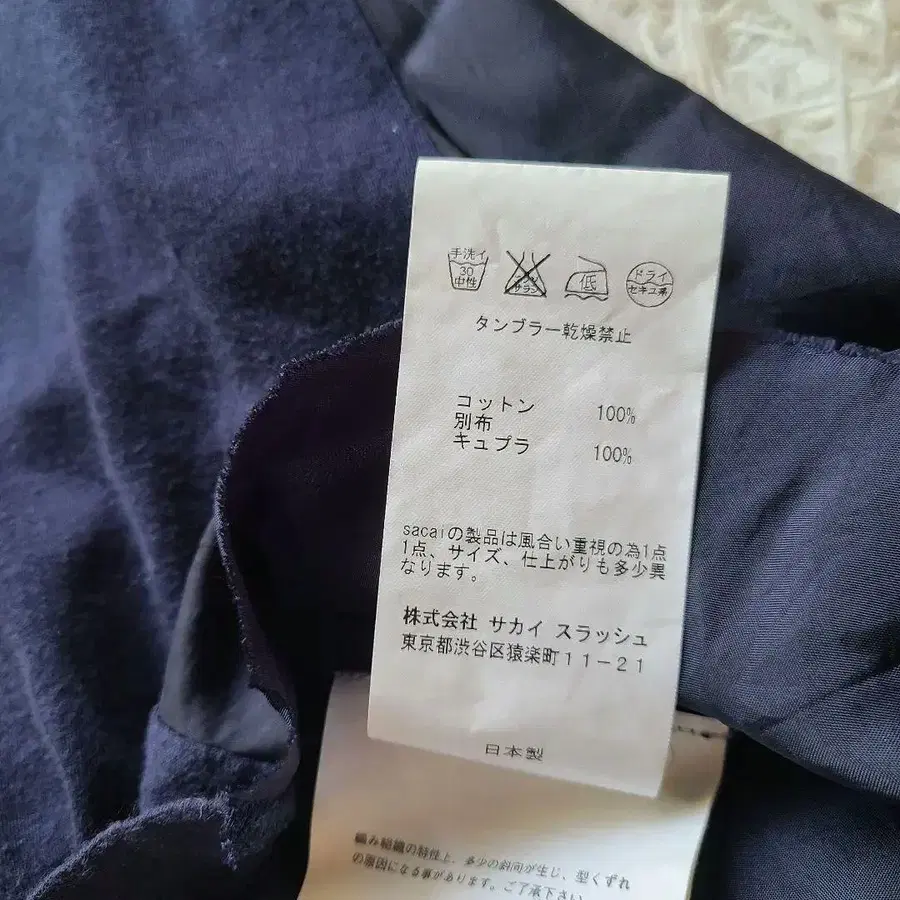 手洗イ
30
中性
低
ドライ
セキユ系
タンブラー乾燥禁止
コットン 100%
別布
キュプラ 100%
sacaiの製品は風合い重視の為1点
1点、サイズ、仕上がりも多少異
なります。
株式会社 サカイ スラッシュ
東京都渋谷区猿楽町11-21
日本製
編み組織の特性上、多少の斜向が生じ、型くずれ
の原因になる事があります。ご了承下さい。